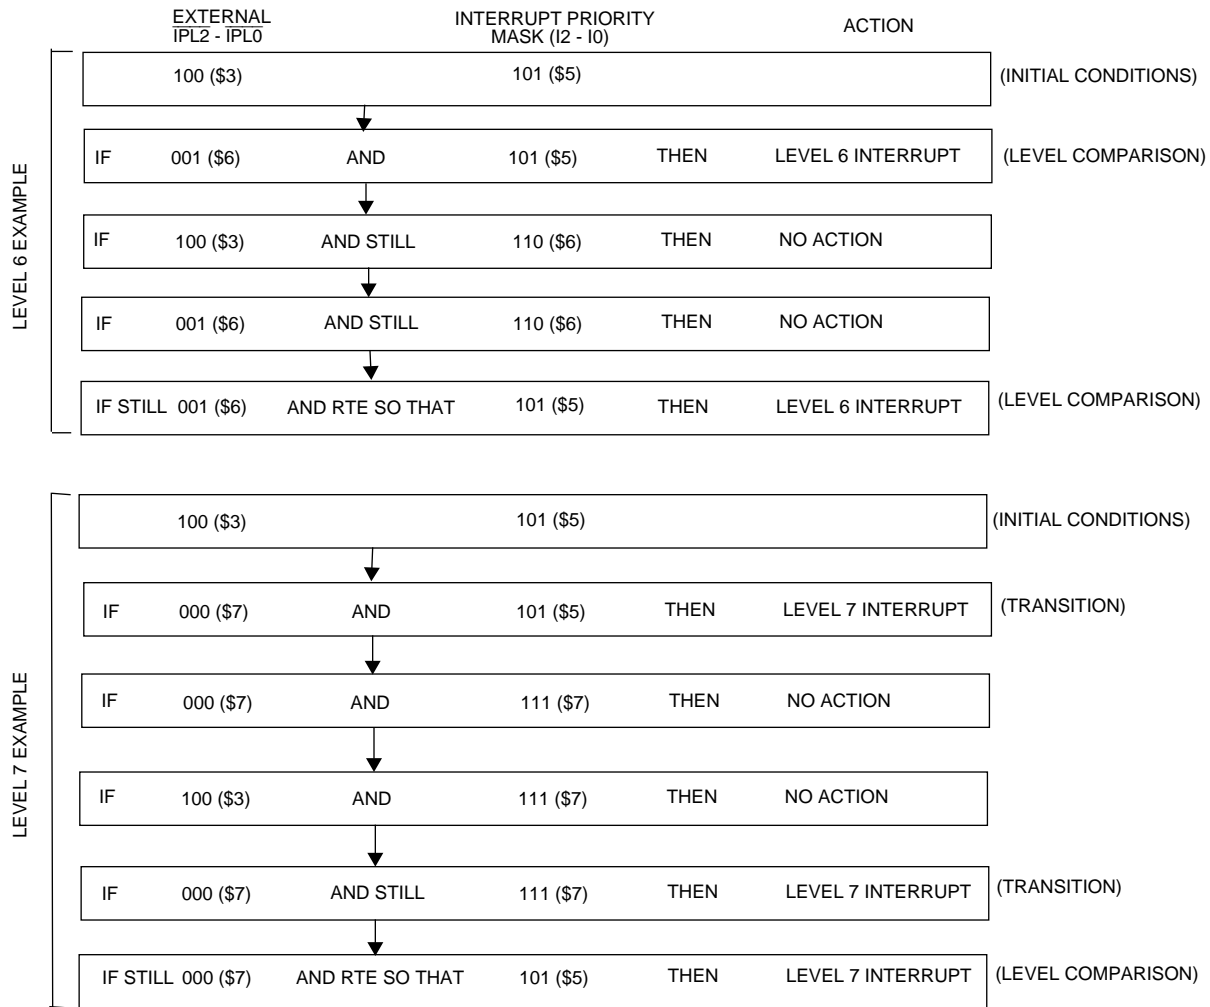 EXTERNAL INTERRUPT PRIORITY ACTION
IPL2 - IPL0 MASK (I2 - I0)
LEVEL 6 EXAMPLE
100 ($3) 101 ($5) (INITIAL CONDITIONS)
IF 001 ($6) AND 101 ($5) THEN LEVEL 6 INTERRUPT (LEVEL COMPARISON)
IF 100 ($3) AND STILL 110 ($6) THEN NO ACTION
IF 001 ($6) AND STILL 110 ($6) THEN NO ACTION
IF STILL 001 ($6) AND RTE SO THAT 101 ($5) THEN LEVEL 6 INTERRUPT (LEVEL COMPARISON)
LEVEL 7 EXAMPLE
100 ($3) 101 ($5) (INITIAL CONDITIONS)
IF 000 ($7) AND 101 ($5) THEN LEVEL 7 INTERRUPT (TRANSITION)
IF 000 ($7) AND 111 ($7) THEN NO ACTION
IF 100 ($3) AND 111 ($7) THEN NO ACTION
IF 000 ($7) AND STILL 111 ($7) THEN LEVEL 7 INTERRUPT (TRANSITION)
IF STILL 000 ($7) AND RTE SO THAT 101 ($5) THEN LEVEL 7 INTERRUPT (LEVEL COMPARISON)